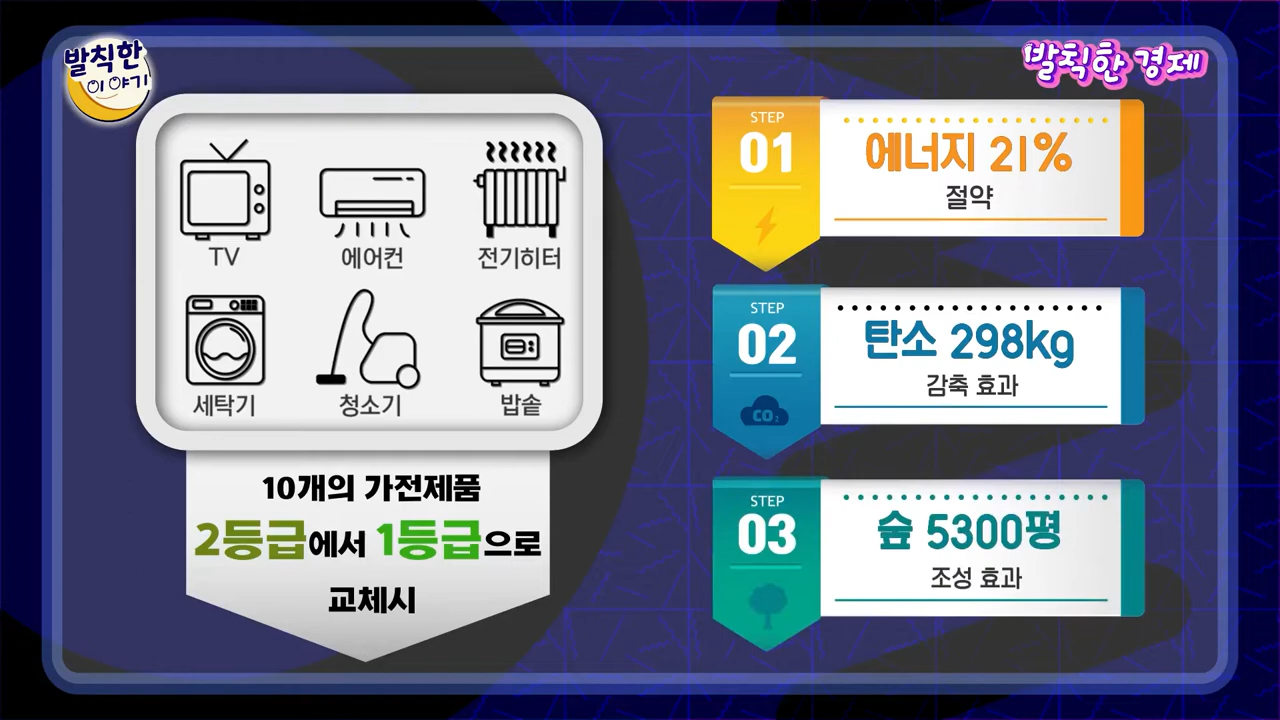 발칙한
이야기
발칙한 경제
TV
에어컨
전기히터
세탁기
청소기
밥솥
10개의 가전제품
2등급에서 1등급으로
교체시
STEP
01
에너지 21%
절약
STEP
02
CO₂
탄소 298kg
감축 효과
STEP
03
숲 5300평
조성 효과